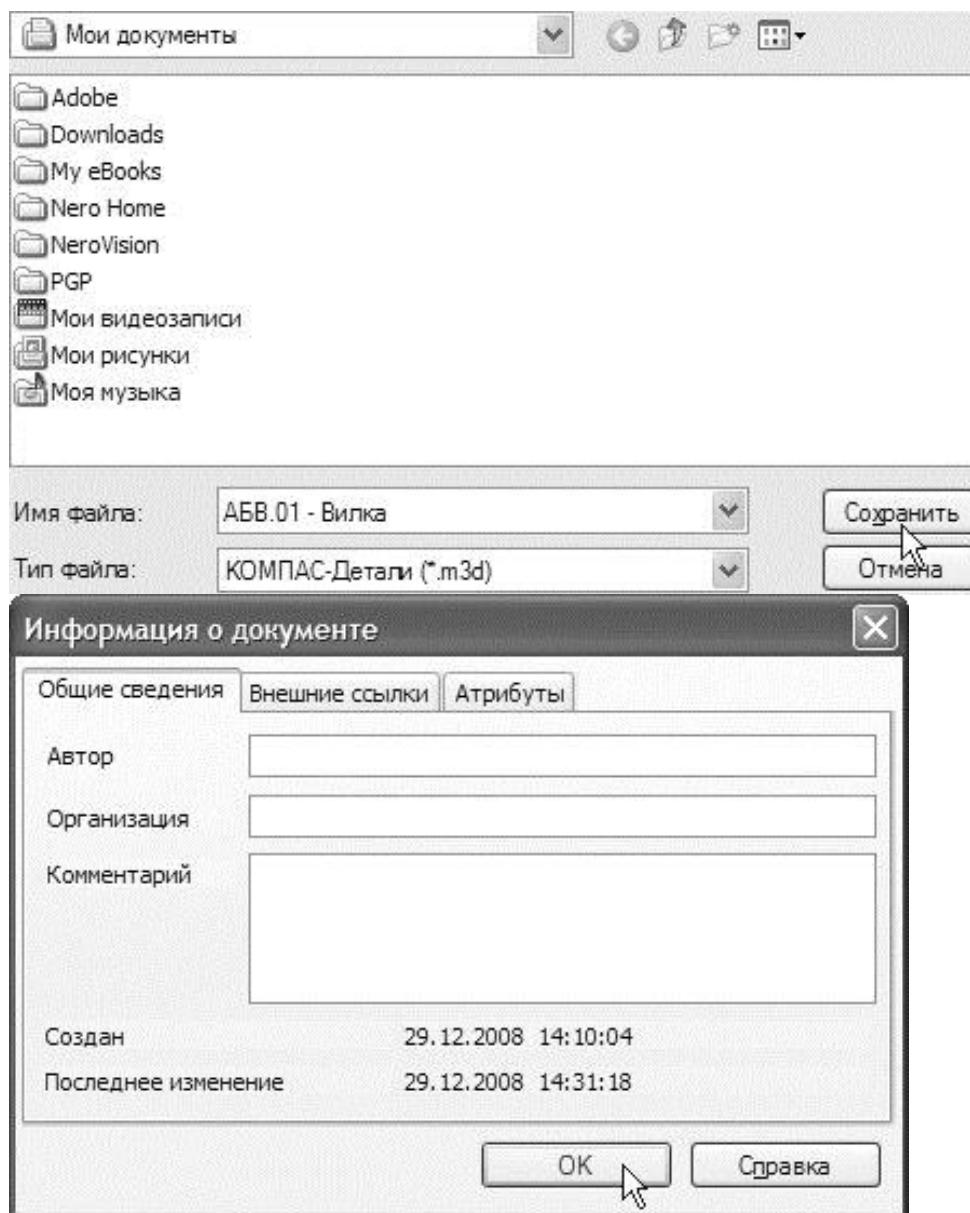 Мои документы
Adobe
Downloads
My eBooks
Nero Home
NeroVision
PGP
Мои видеозаписи
Мои рисунки
Моя музыка
Имя файла: АБВ.01 - Вилка Сохранить
Тип файла: КОМПАС-Детали (*.m3d) Отмена
Информация о документе
Общие сведения Внешние ссылки Атрибуты
Автор
Организация
Комментарий
Создан 29.12.2008 14:10:04
Последнее изменение 29.12.2008 14:31:18
OK Справка